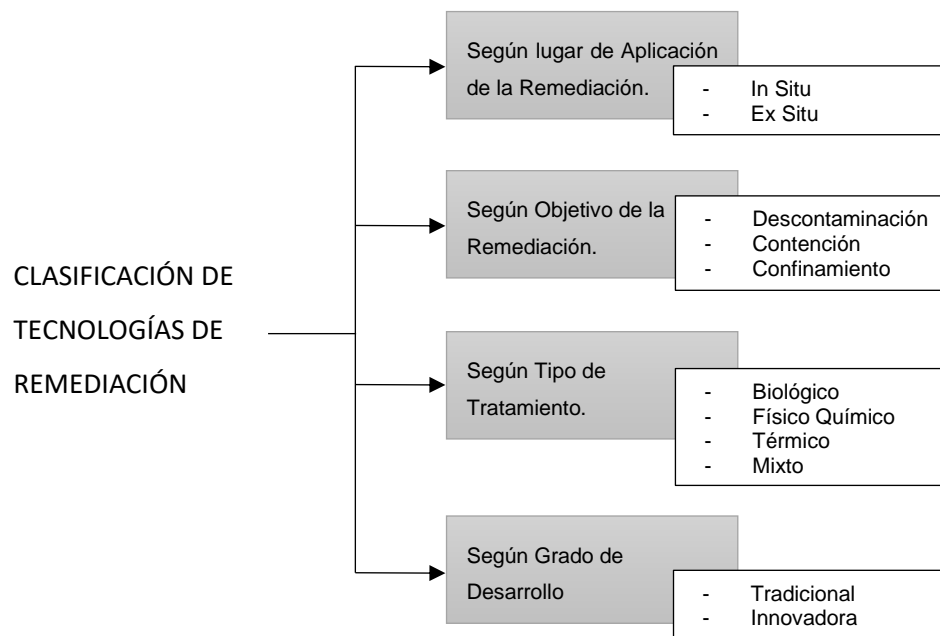 CLASIFICACIÓN DE
TECNOLOGÍAS DE
REMEDIACIÓN
Según lugar de Aplicación
de la Remediación.
- In Situ
- Ex Situ
Según Objetivo de la
Remediación.
- Descontaminación
- Contención
- Confinamiento
Según Tipo de
Tratamiento.
- Biológico
- Físico Químico
- Térmico
- Mixto
Según Grado de
Desarrollo
- Tradicional
- Innovadora